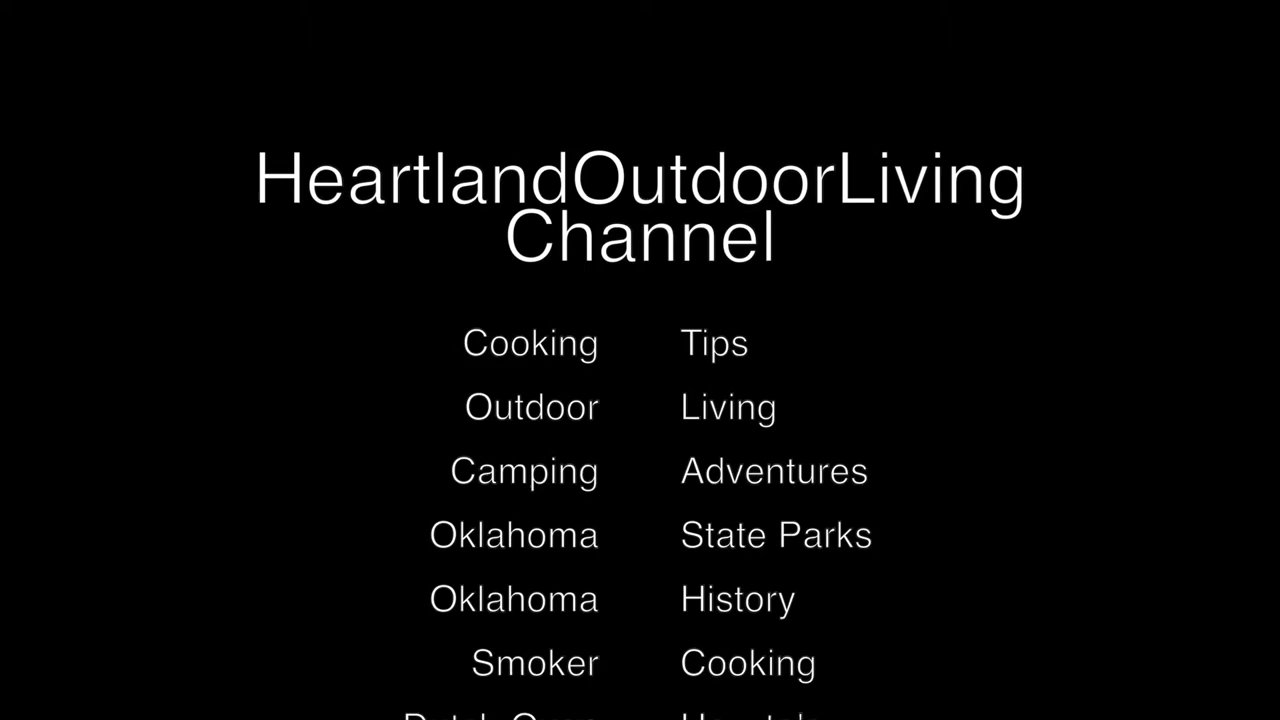 HeartlandOutdoorLiving
Channel
Cooking Tips
Outdoor Living
Camping Adventures
Oklahoma State Parks
Oklahoma History
Smoker Cooking